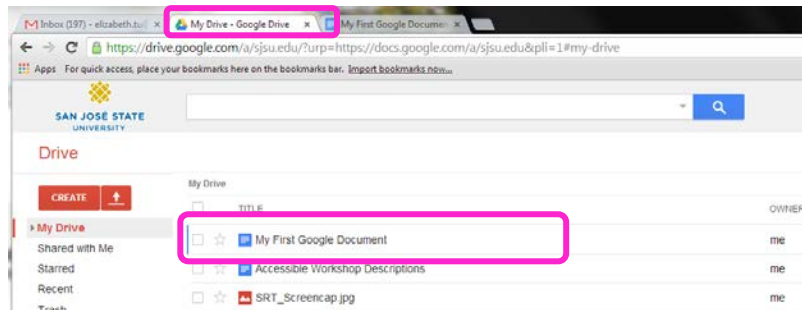 Inbox (197) - elizabeth.tu
My Drive - Google Drive
My First Google Documen
https://drive.google.com/a/sjsu.edu/?urp=https://docs.google.com/a/sjsu.edu&pli=1#my-drive
Apps For quick access, place your bookmarks here on the bookmarks bar. Import bookmarks now...
SAN JOSÉ STATE
UNIVERSITY
Drive
CREATE
My Drive
TITLE
OWNER
My Drive
My First Google Document
me
Shared with Me
Starred
Accessible Workshop Descriptions
me
Recent
SRT_Screencap.jpg
me
Trash